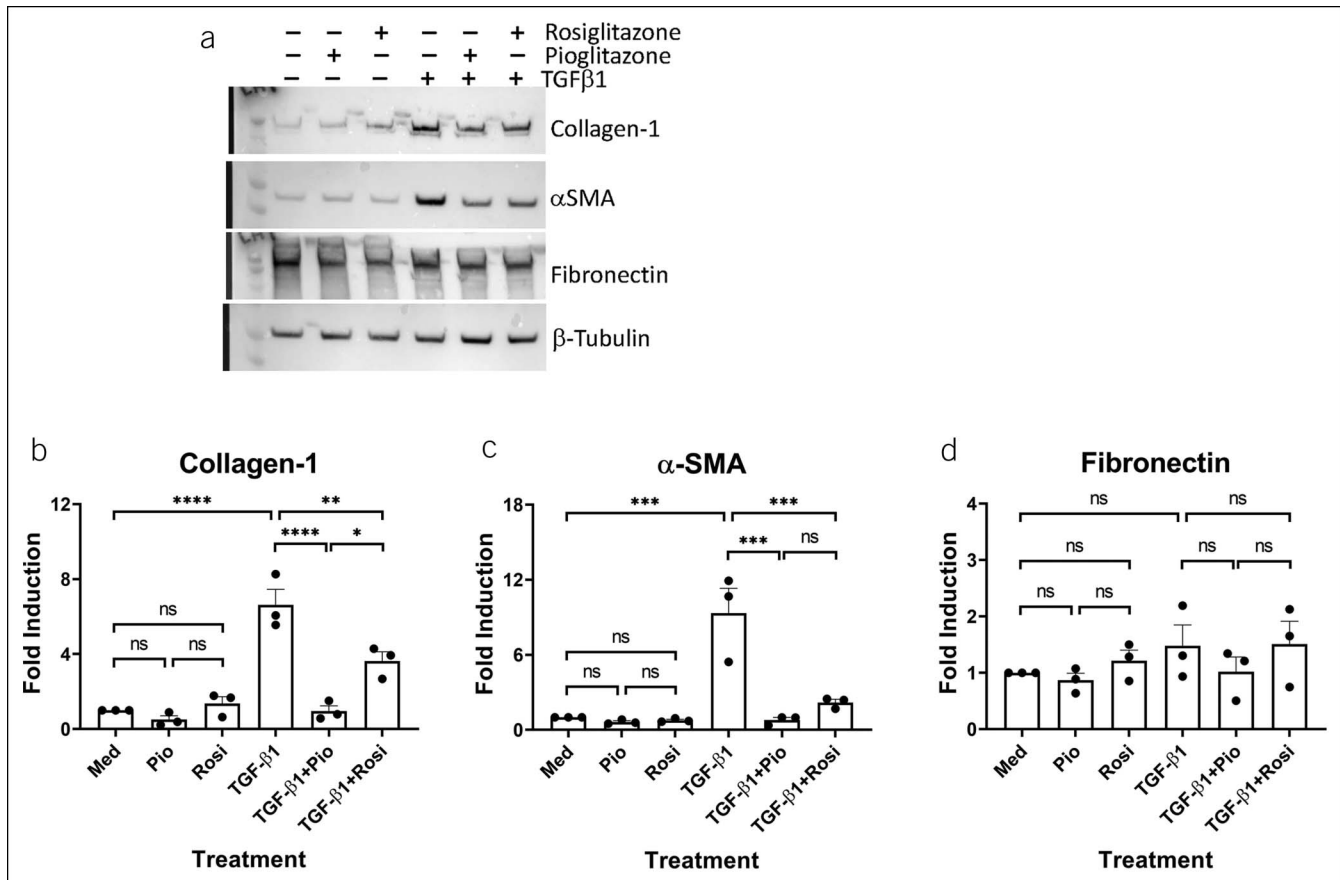 a
− − + − − + Rosiglitazone
− + − − + − Pioglitazone
− − − + + + TGFβ1
Collagen-1
αSMA
Fibronectin
β-Tubulin
b
Collagen-1
Fold Induction
12
8
4
0
**** **
**** *
ns
ns ns
Med Pio Rosi TGF-β1 TGF-β1+Pio TGF-β1+Rosi
Treatment
c
α-SMA
Fold Induction
18
12
6
0
*** ***
*** ns
ns
ns ns
Med Pio Rosi TGF-β1 TGF-β1+Pio TGF-β1+Rosi
Treatment
d
Fibronectin
Fold Induction
4
3
2
1
0
ns ns
ns
ns ns ns ns
Med Pio Rosi TGF-β1 TGF-β1+Pio TGF-β1+Rosi
Treatment